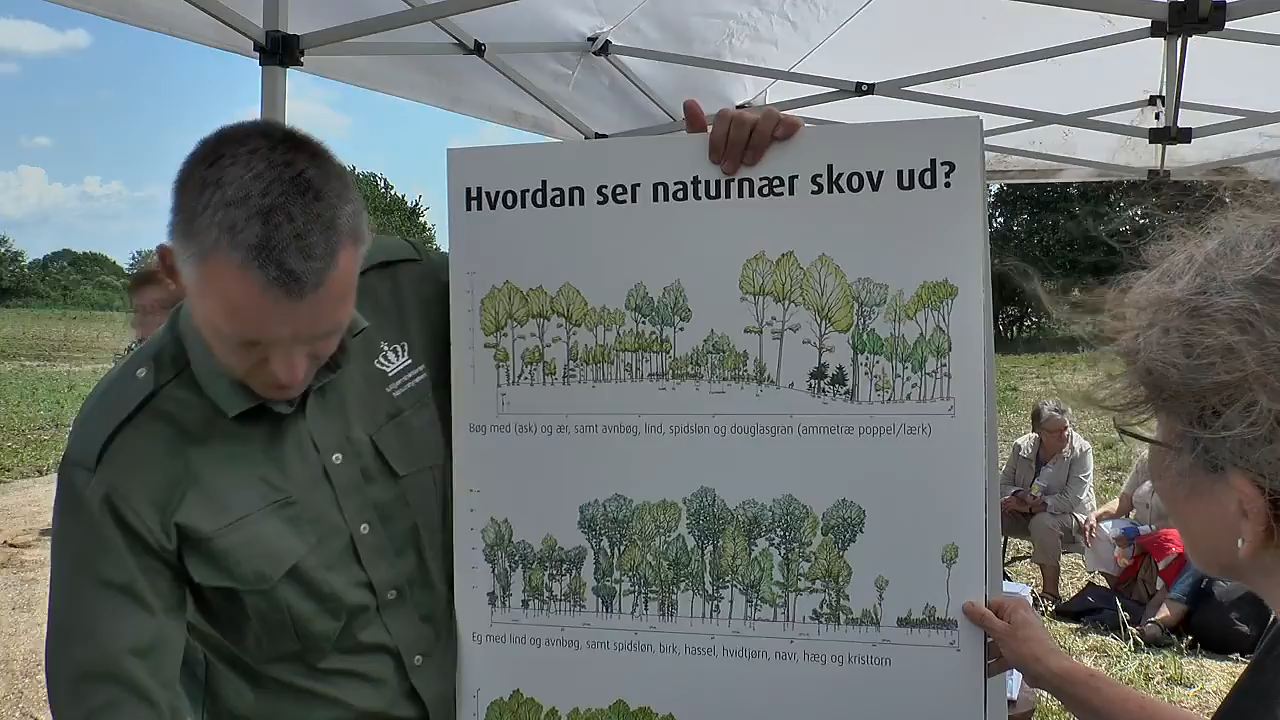 Hvordan ser naturnær skov ud?
Bøg med (ask) og ær, samt avnbøg, lind, spidsløn og douglasgran (ammetræ poppel/lærk)
Eg med lind og avnbøg, samt spidsløn, birk, hassel, hvidtjørn, navr, hæg og kristtorn